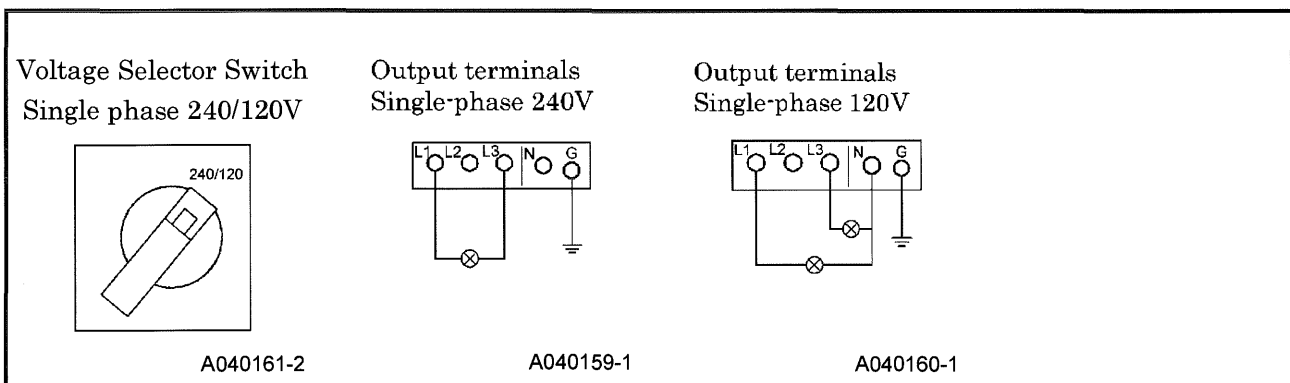 Voltage Selector Switch
Single phase 240/120V
240/120
A040161-2
Output terminals
Single-phase 240V
L1 L2 L3 N G
A040159-1
Output terminals
Single-phase 120V
L1 L2 L3 N G
A040160-1